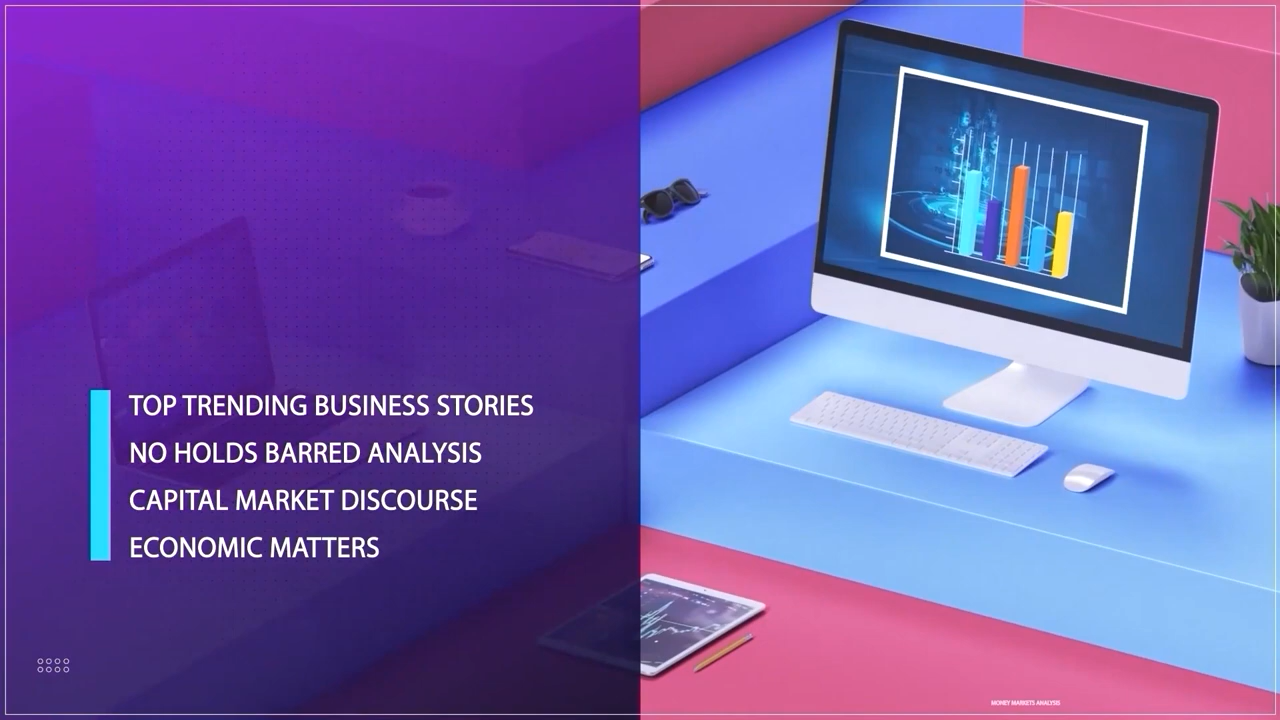 TOP TRENDING BUSINESS STORIES
NO HOLDS BARRED ANALYSIS
CAPITAL MARKET DISCOURSE
ECONOMIC MATTERS
MONEY MARKETS ANALYSIS